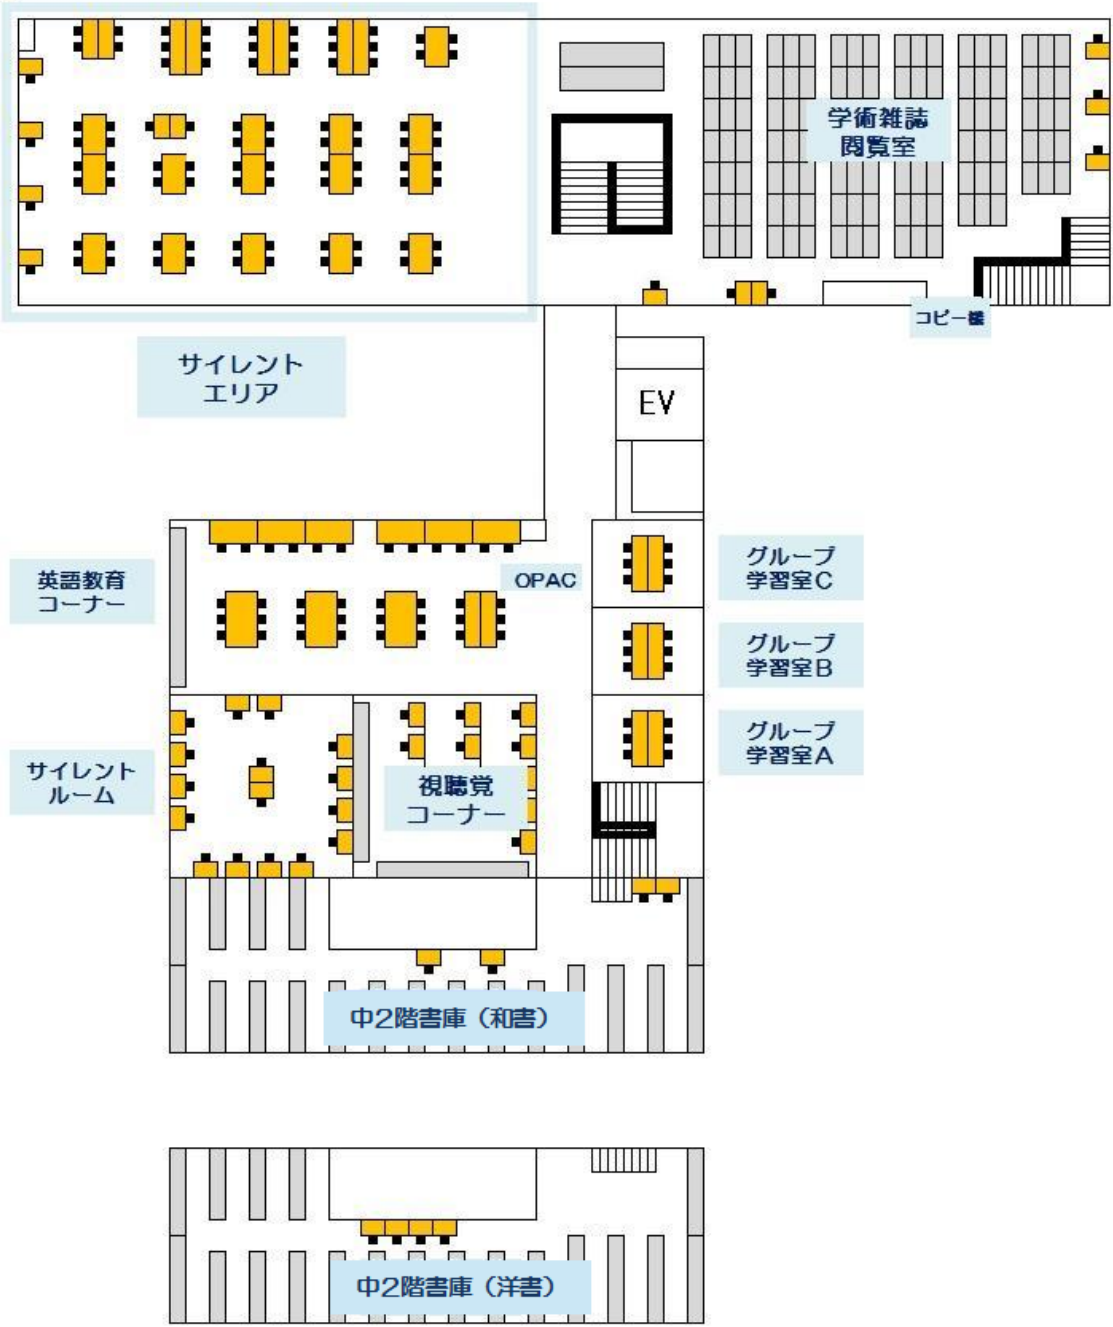 学術雑誌
閲覧室
コピー機
サイレント
エリア
EV
英語教育
コーナー
OPAC
グループ
学習室C
グループ
学習室B
グループ
学習室A
サイレント
ルーム
視聴覚
コーナー
中2階書庫（和書）
中2階書庫（洋書）